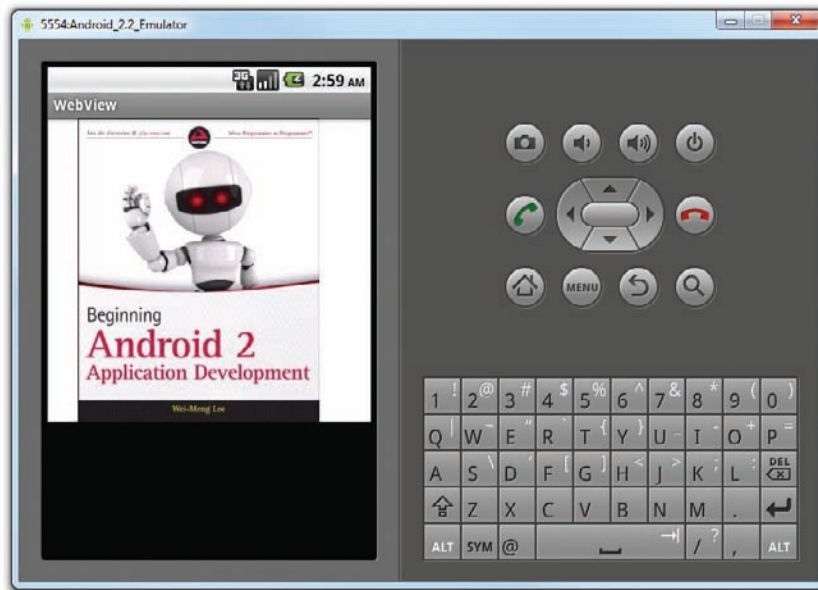 5554:Android_2.2_Emulator
3G 2:59 AM
WebView
Beginning
Android 2
Application Development
Wei-Meng Lee
MENU
1 ! 2 @ 3 # 4 $ 5 % 6 ^ 7 & 8 * 9 ( 0 )
Q | W ~ E " R ` T { Y } U _ I - O + P =
A S \ D ' F [ G ] H < J > K ; L : DEL
Z X C V B N M .
ALT SYM @ / ? , ALT